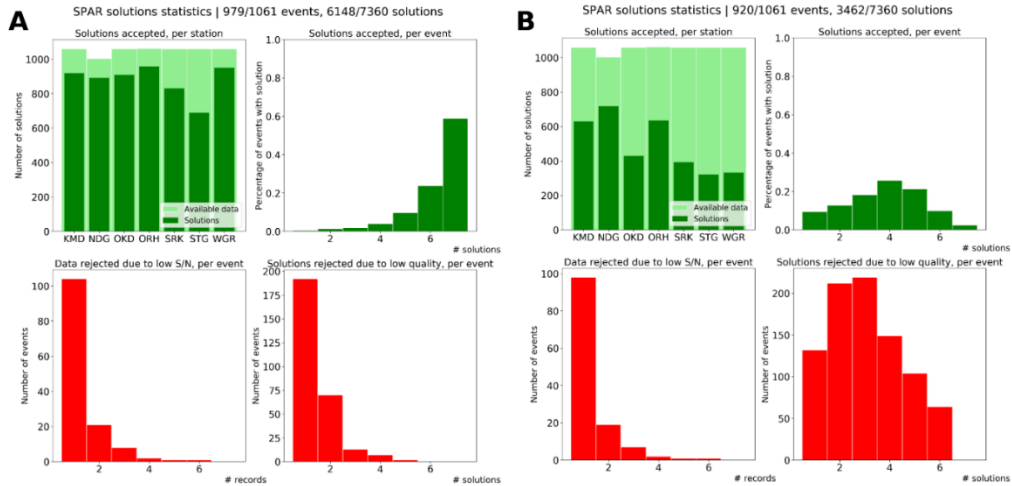 A
SPAR solutions statistics | 979/1061 events, 6148/7360 solutions
Solutions accepted, per station
Number of solutions
1000
800
600
400
200
0
Available data
Solutions
KMD NDG OKD ORH SRK STG WGR
Solutions accepted, per event
Percentage of events with solution
1.0
0.8
0.6
0.4
0.2
0.0
2 4 6
# solutions
Data rejected due to low S/N, per event
Number of events
100
80
60
40
20
0
2 4 6
# records
Solutions rejected due to low quality, per event
Number of events
200
175
150
125
100
75
50
25
0
2 4 6
# solutions
B
SPAR solutions statistics | 920/1061 events, 3462/7360 solutions
Solutions accepted, per station
Number of solutions
1000
800
600
400
200
0
Available data
Solutions
KMD NDG OKD ORH SRK STG WGR
Solutions accepted, per event
Percentage of events with solution
1.0
0.8
0.6
0.4
0.2
0.0
2 4 6
# solutions
Data rejected due to low S/N, per event
Number of events
100
80
60
40
20
0
2 4 6
# records
Solutions rejected due to low quality, per event
Number of events
200
150
100
50
0
2 4 6
# solutions